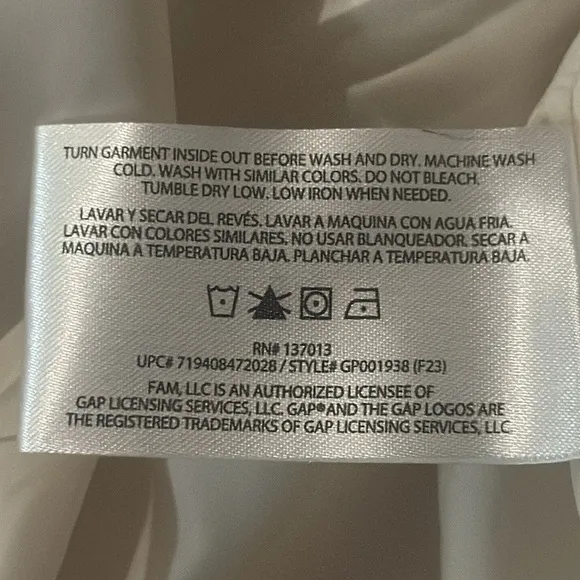 TURN GARMENT INSIDE OUT BEFORE WASH AND DRY. MACHINE WASH
COLD. WASH WITH SIMILAR COLORS. DO NOT BLEACH.
TUMBLE DRY LOW. LOW IRON WHEN NEEDED.
LAVAR Y SECAR DEL REVÉS. LAVAR A MAQUINA CON AGUA FRIA.
LAVAR CON COLORES SIMILARES. NO USAR BLANQUEADOR. SECAR A
MAQUINA A TEMPERATURA BAJA. PLANCHAR A TEMPERATURA BAJA.
RN# 137013
UPC# 719408472028 / STYLE# GP001938 (F23)
FAM, LLC IS AN AUTHORIZED LICENSEE OF
GAP LICENSING SERVICES, LLC. GAP® AND THE GAP LOGOS ARE
THE REGISTERED TRADEMARKS OF GAP LICENSING SERVICES, LLC